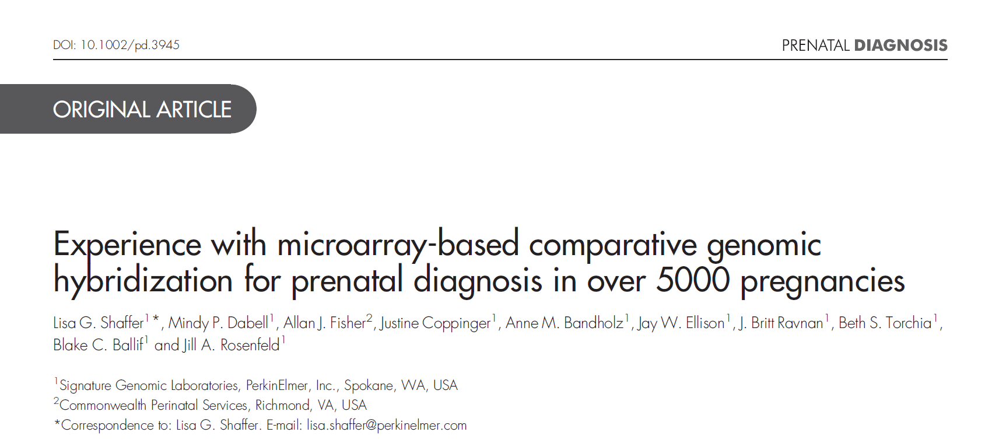 DOI: 10.1002/pd.3945
PRENATAL DIAGNOSIS
ORIGINAL ARTICLE
Experience with microarray-based comparative genomic
hybridization for prenatal diagnosis in over 5000 pregnancies
Lisa G. Shaffer1*, Mindy P. Dabell1, Allan J. Fisher2, Justine Coppinger1, Anne M. Bandholz1, Jay W. Ellison1, J. Britt Ravnan1, Beth S. Torchia1,
Blake C. Ballif1 and Jill A. Rosenfeld1
1Signature Genomic Laboratories, PerkinElmer, Inc., Spokane, WA, USA
2Commonwealth Perinatal Services, Richmond, VA, USA
*Correspondence to: Lisa G. Shaffer. E-mail: lisa.shaffer@perkinelmer.com